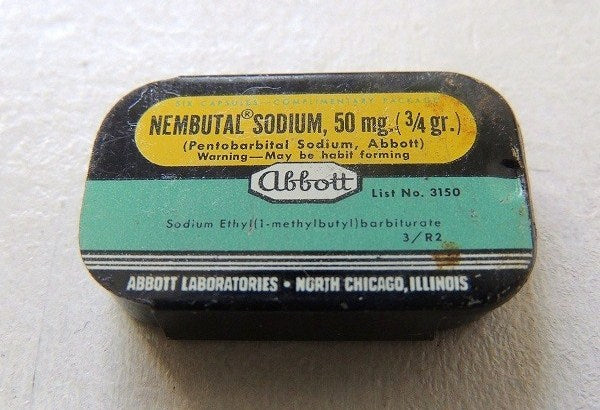 SIX CAPSULES—COMPLIMENTARY PACKAGE
NEMBUTAL® SODIUM, 50 mg. (3/4 gr.)
(Pentobarbital Sodium, Abbott)
Warning—May be habit forming
abbott
List No. 3150
Sodium Ethyl(1-methylbutyl)barbiturate
3/R2
ABBOTT LABORATORIES • NORTH CHICAGO, ILLINOIS